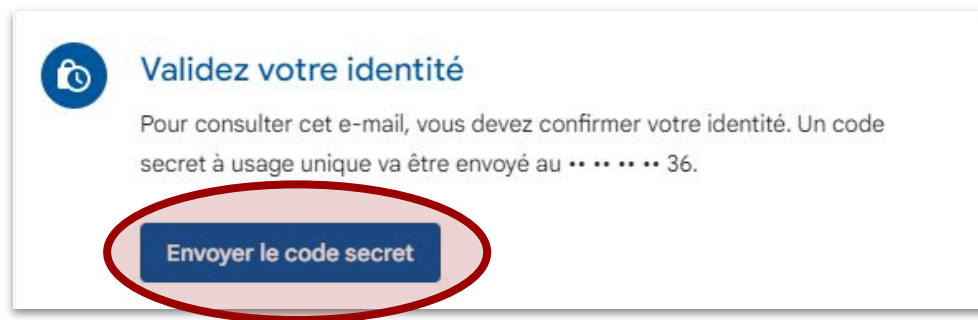 Validez votre identité
Pour consulter cet e-mail, vous devez confirmer votre identité. Un code
secret à usage unique va être envoyé au •• •• •• •• 36.
Envoyer le code secret